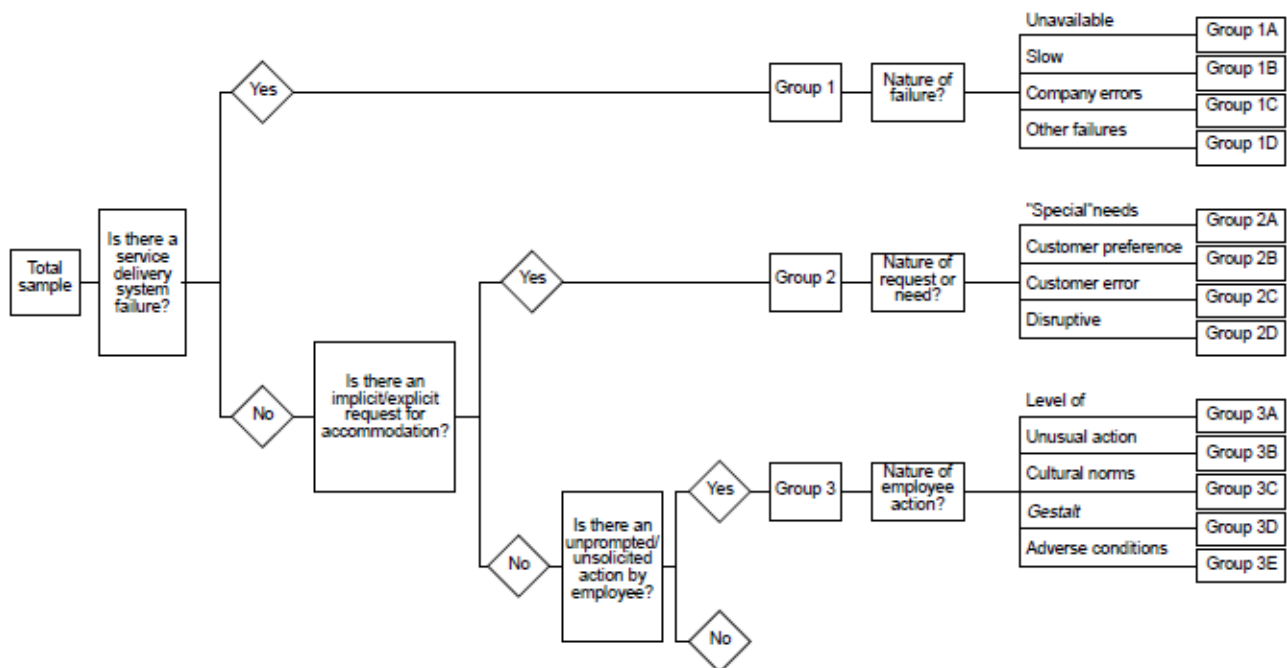 Total
sample
Is there a
service
delivery
system
failure?
Yes
Group 1
Nature of
failure?
Unavailable
Group 1A
Slow
Group 1B
Company errors
Group 1C
Other failures
Group 1D
No
Is there an
implicit/explicit
request for
accommodation?
Yes
Group 2
Nature of
request or
need?
"Special"needs
Group 2A
Customer preference
Group 2B
Customer error
Group 2C
Disruptive
Group 2D
No
Is there an
unprompted/
unsolicited
action by
employee?
Yes
Group 3
Nature of
employee
action?
Level of
Group 3A
Unusual action
Group 3B
Cultural norms
Group 3C
Gestalt
Group 3D
Adverse conditions
Group 3E
No